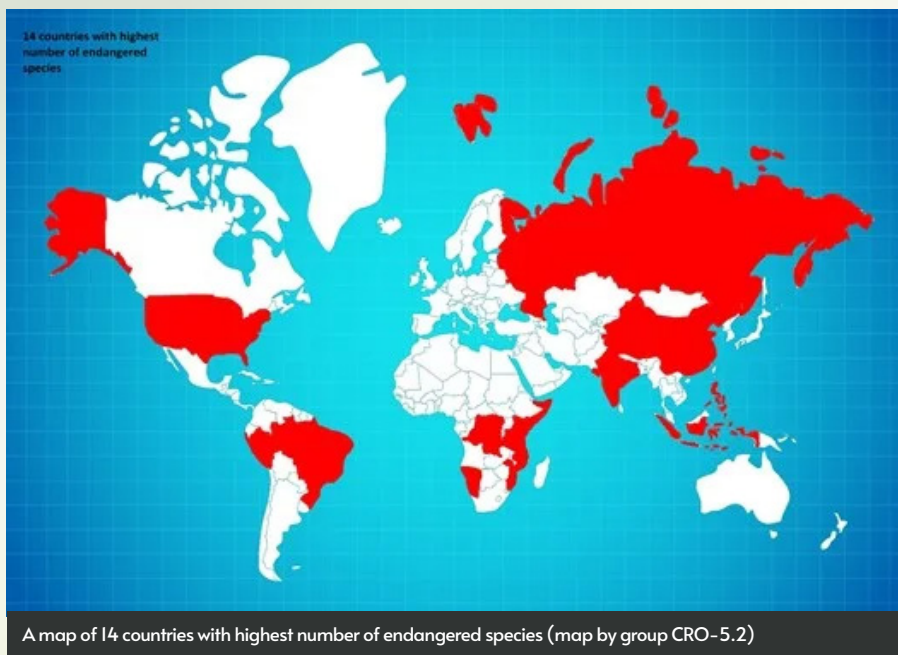 14 countries with highest
number of endangered
species
A map of 14 countries with highest number of endangered species (map by group CRO-5.2)